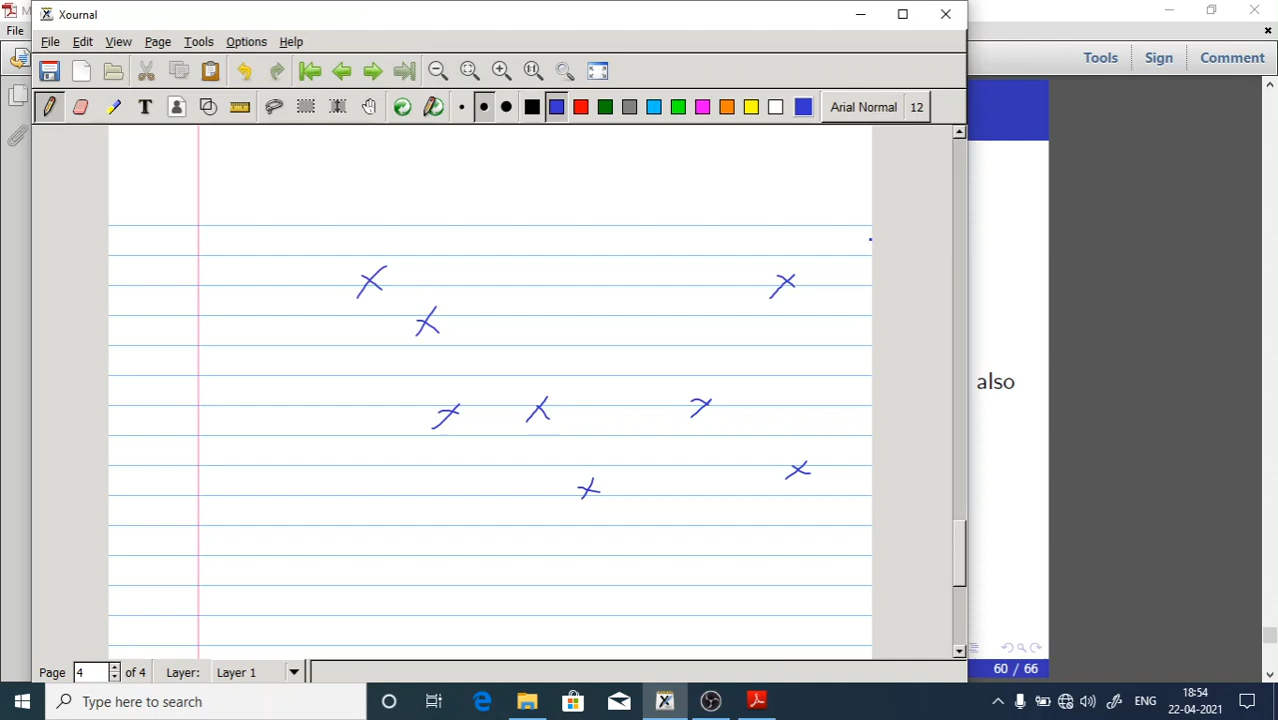 Xournal
File Edit View Page Tools Options Help
T Arial Normal 12
x x
x
x x x
x
x
Page 4 of 4 Layer: Layer 1
File
Tools Sign Comment
also
60 / 66
Type here to search
ENG 18:54
22-04-2021